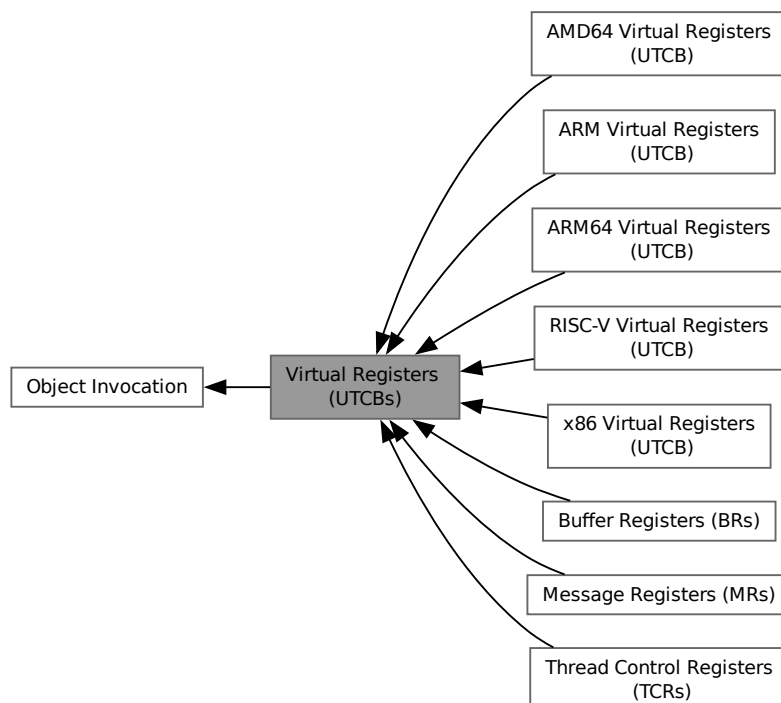 AMD64 Virtual Registers
(UTCB)
ARM Virtual Registers
(UTCB)
ARM64 Virtual Registers
(UTCB)
RISC-V Virtual Registers
(UTCB)
Object Invocation
Virtual Registers
(UTCBs)
x86 Virtual Registers
(UTCB)
Buffer Registers (BRs)
Message Registers (MRs)
Thread Control Registers
(TCRs)